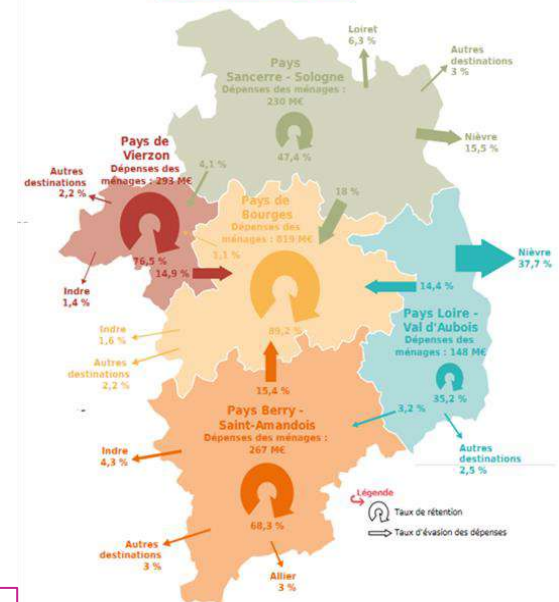 Loiret
6,3 %
Autres
destinations
3 %
Pays
Sancerre - Sologne
Dépenses des ménages :
230 M€
47,4 %
Nièvre
15,5 %
Pays de
Vierzon
Dépenses des
ménages : 293 M€
4,1 %
18 %
Autres
destinations
2,2 %
76,5 %
14,9 %
Indre
1,4 %
Pays de
Bourges
Dépenses des
ménages : 819 M€
1,1 %
89,2 %
Indre
1,6 %
Autres
destinations
2,2 %
Nièvre
37,7 %
14,4 %
Pays Loire -
Val d'Aubois
Dépenses des
ménages : 148 M€
35,2 %
3,2 %
Autres
destinations
2,5 %
15,4 %
Pays Berry -
Saint-Amandois
Dépenses des ménages :
267 M€
68,3 %
Indre
4,3 %
Autres
destinations
3 %
Allier
3 %
Légende
Taux de rétention
Taux d'évasion des dépenses